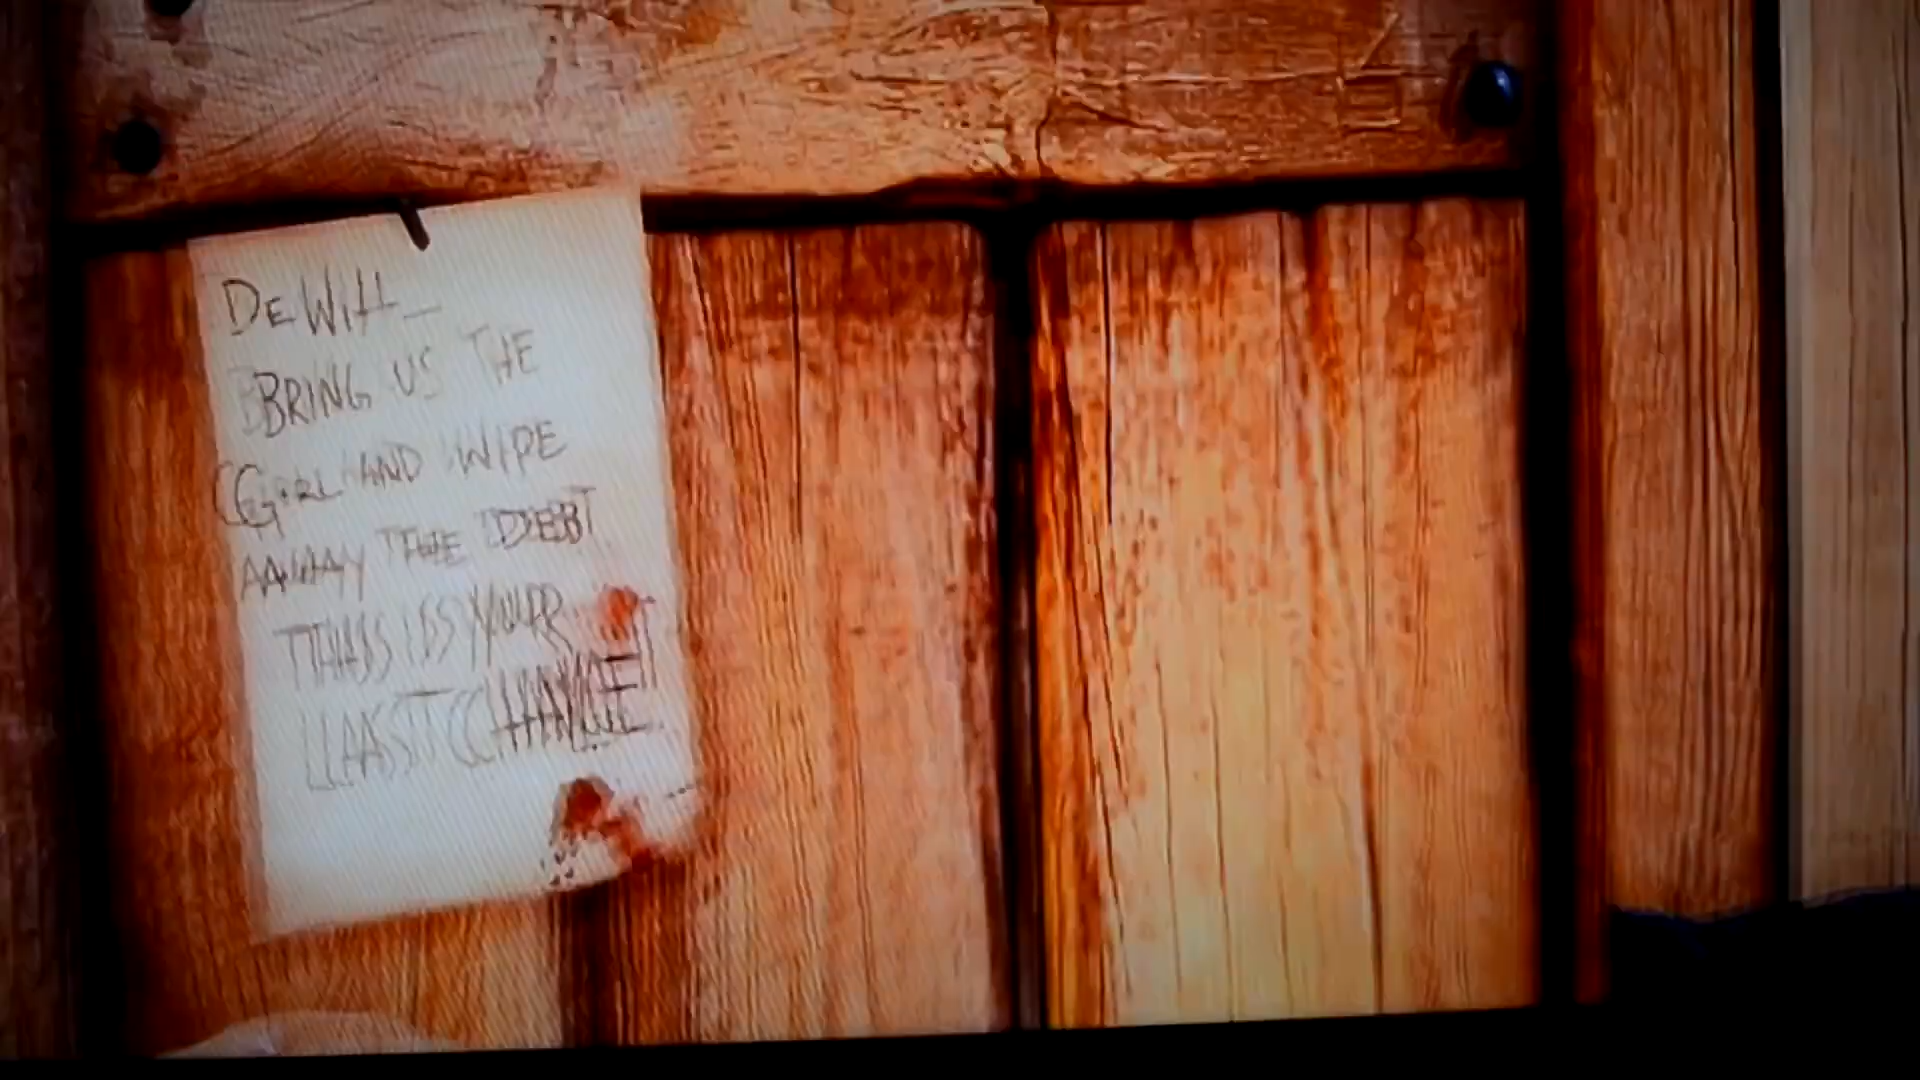 DeWitt—
BRING US THE
GIRL AND WIPE
AWAY THE DEBT
THIS IS YOUR
LAST CHANCE.